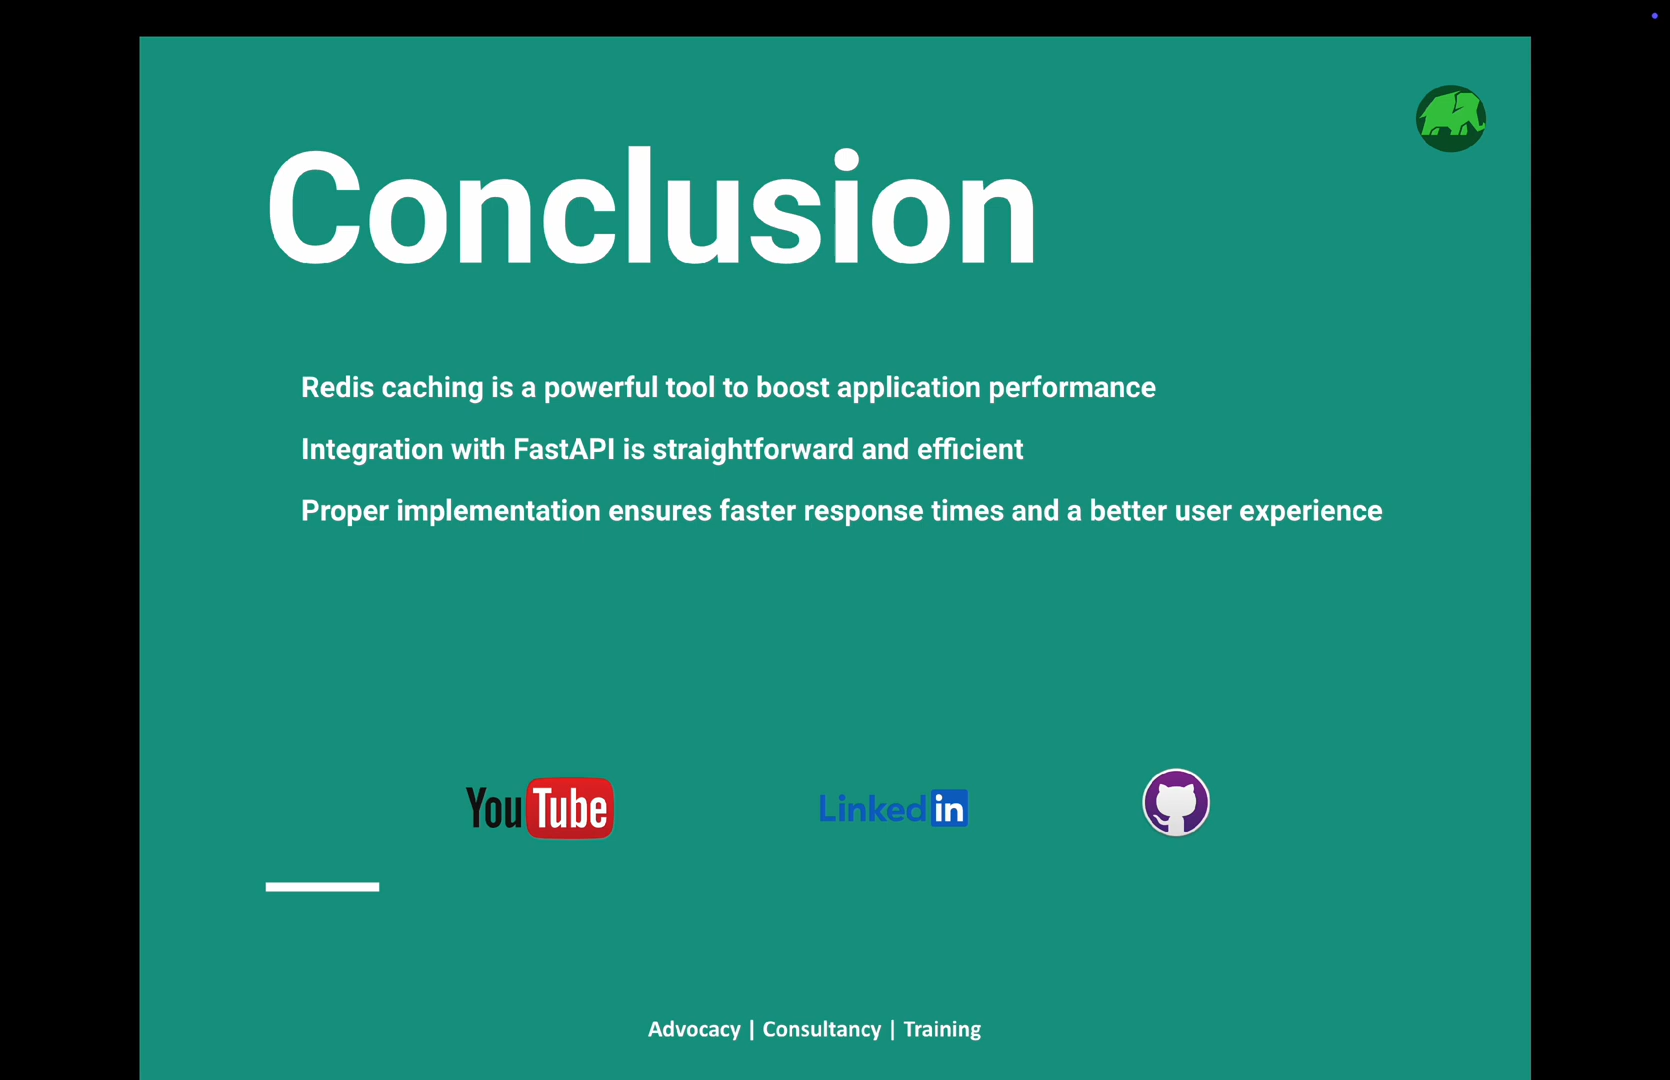 Conclusion
Redis caching is a powerful tool to boost application performance
Integration with FastAPI is straightforward and efficient
Proper implementation ensures faster response times and a better user experience
YouTube
Linkedin
Advocacy | Consultancy | Training